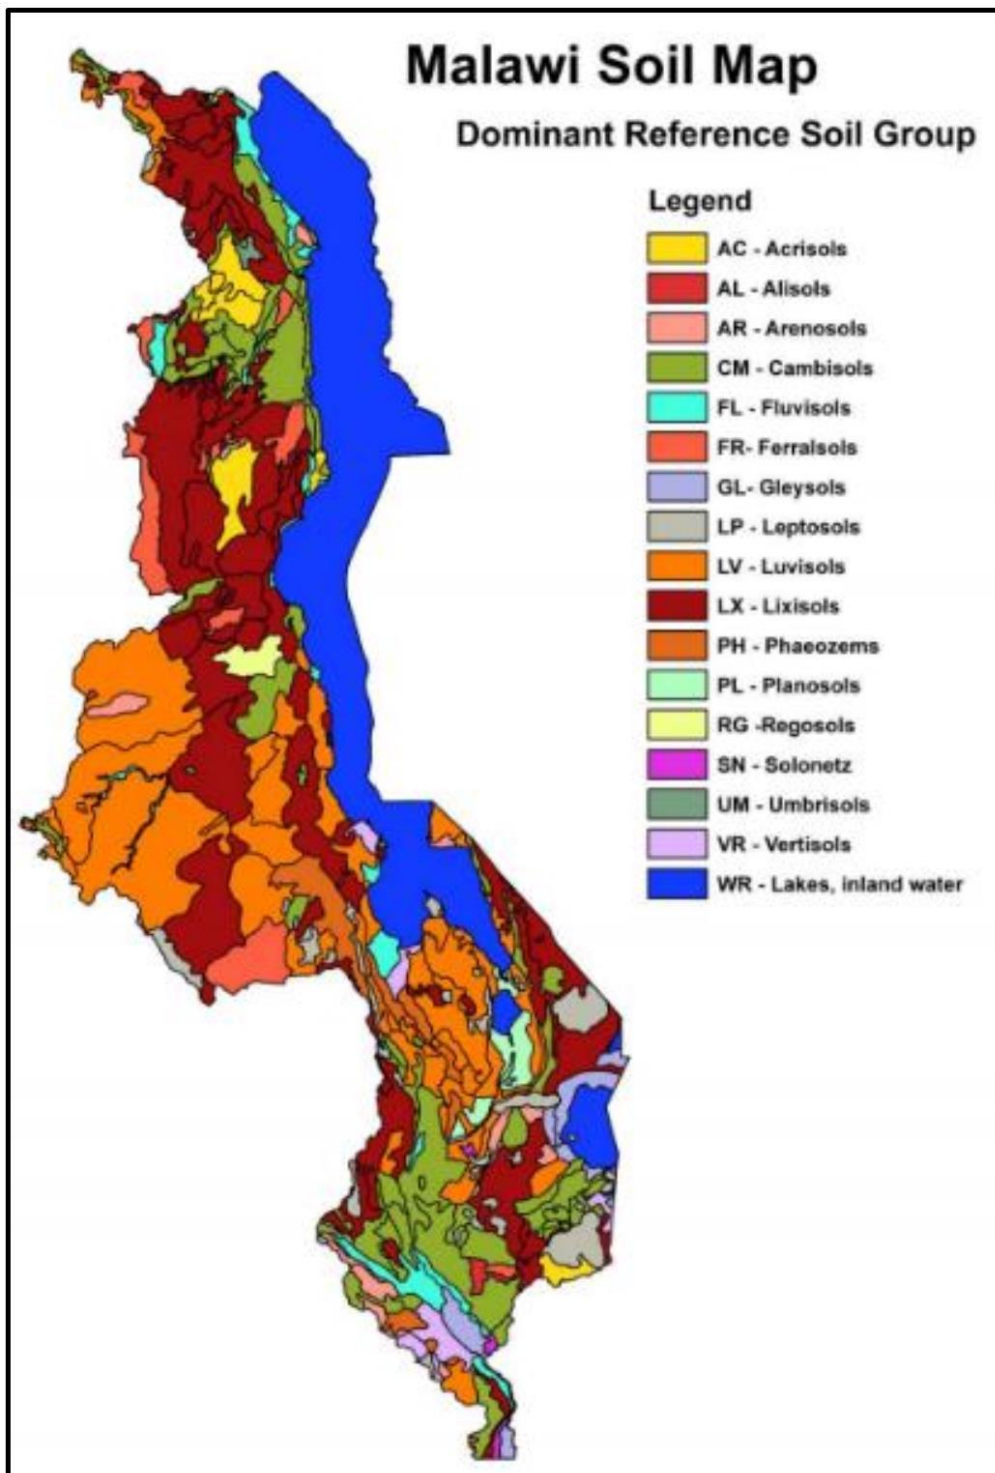 Malawi Soil Map
Dominant Reference Soil Group
Legend
AC - Acrisols
AL - Alisols
AR - Arenosols
CM - Cambisols
FL - Fluvisols
FR- Ferralsols
GL- Gleysols
LP - Leptosols
LV - Luvisols
LX - Lixisols
PH - Phaeozems
PL - Planosols
RG -Regosols
SN - Solonetz
UM - Umbrisols
VR - Vertisols
WR - Lakes, inland water